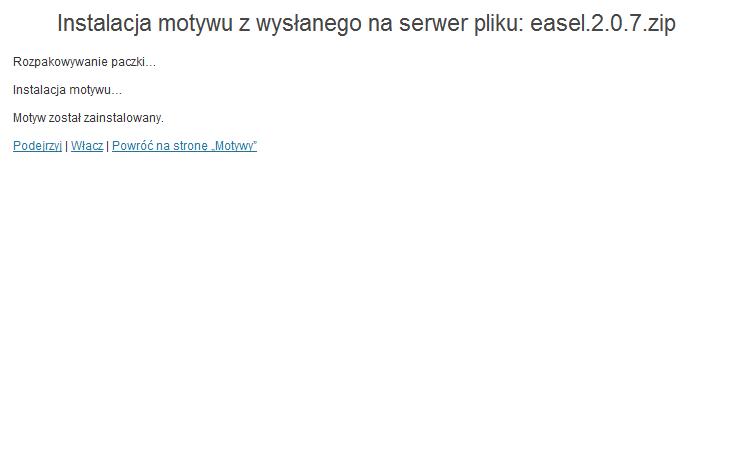 Instalacja motywu z wysłanego na serwer pliku: easel.2.0.7.zip
Rozpakowywanie paczki…
Instalacja motywu…
Motyw został zainstalowany.
Podejrzyj | Włącz | Powróć na stronę „Motywy”